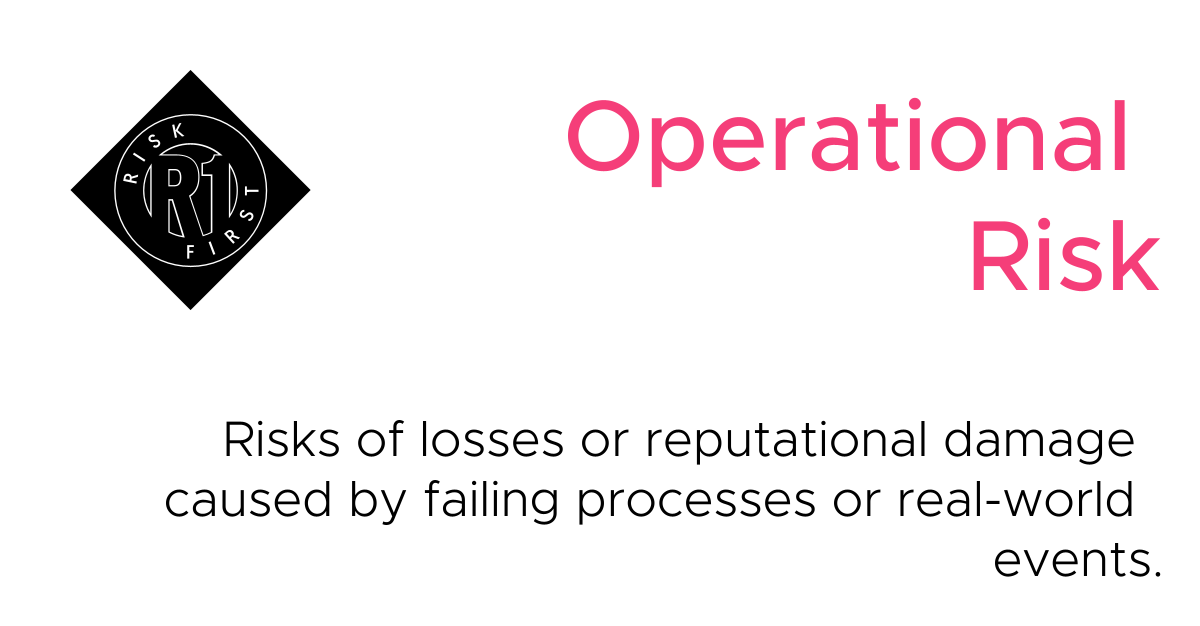 RISK
R1
FIRST
Operational
Risk
Risks of losses or reputational damage
caused by failing processes or real-world
events.